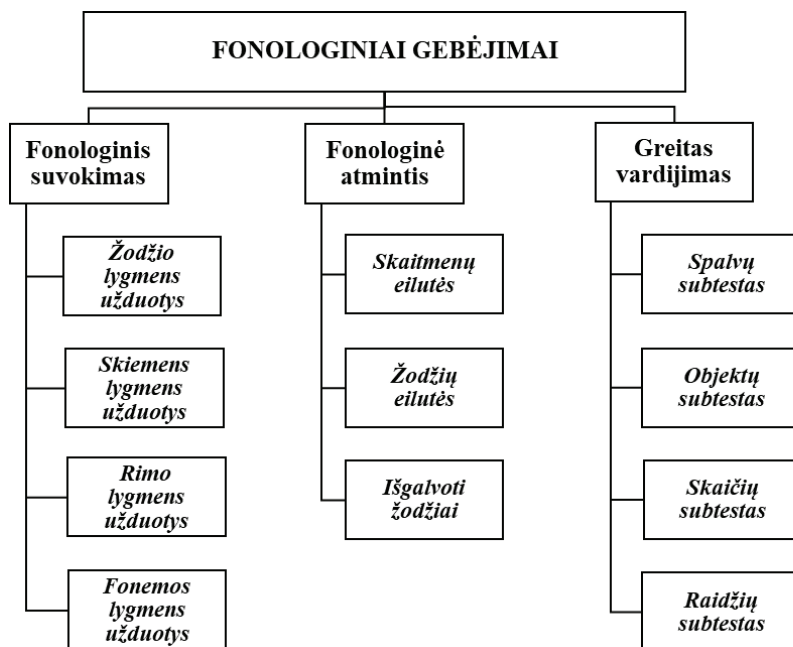 FONOLOGINIAI GEBĖJIMAI
Fonologinis
suvokimas
Žodžio
lygmens
užduotys
Skiemens
lygmens
užduotys
Rimo
lygmens
užduotys
Fonemos
lygmens
užduotys
Fonologinė
atmintis
Skaitmenų
eilutės
Žodžių
eilutės
Išgalvoti
žodžiai
Greitas
vardijimas
Spalvų
subtestas
Objektų
subtestas
Skaičių
subtestas
Raidžių
subtestas